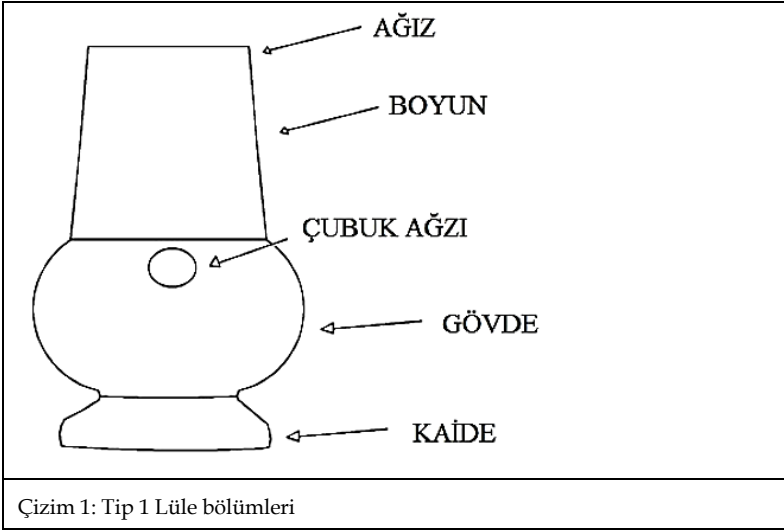 AĞIZ
BOYUN
ÇUBUK AĞZI
GÖVDE
KAİDE
Çizim 1: Tip 1 Lüle bölümleri